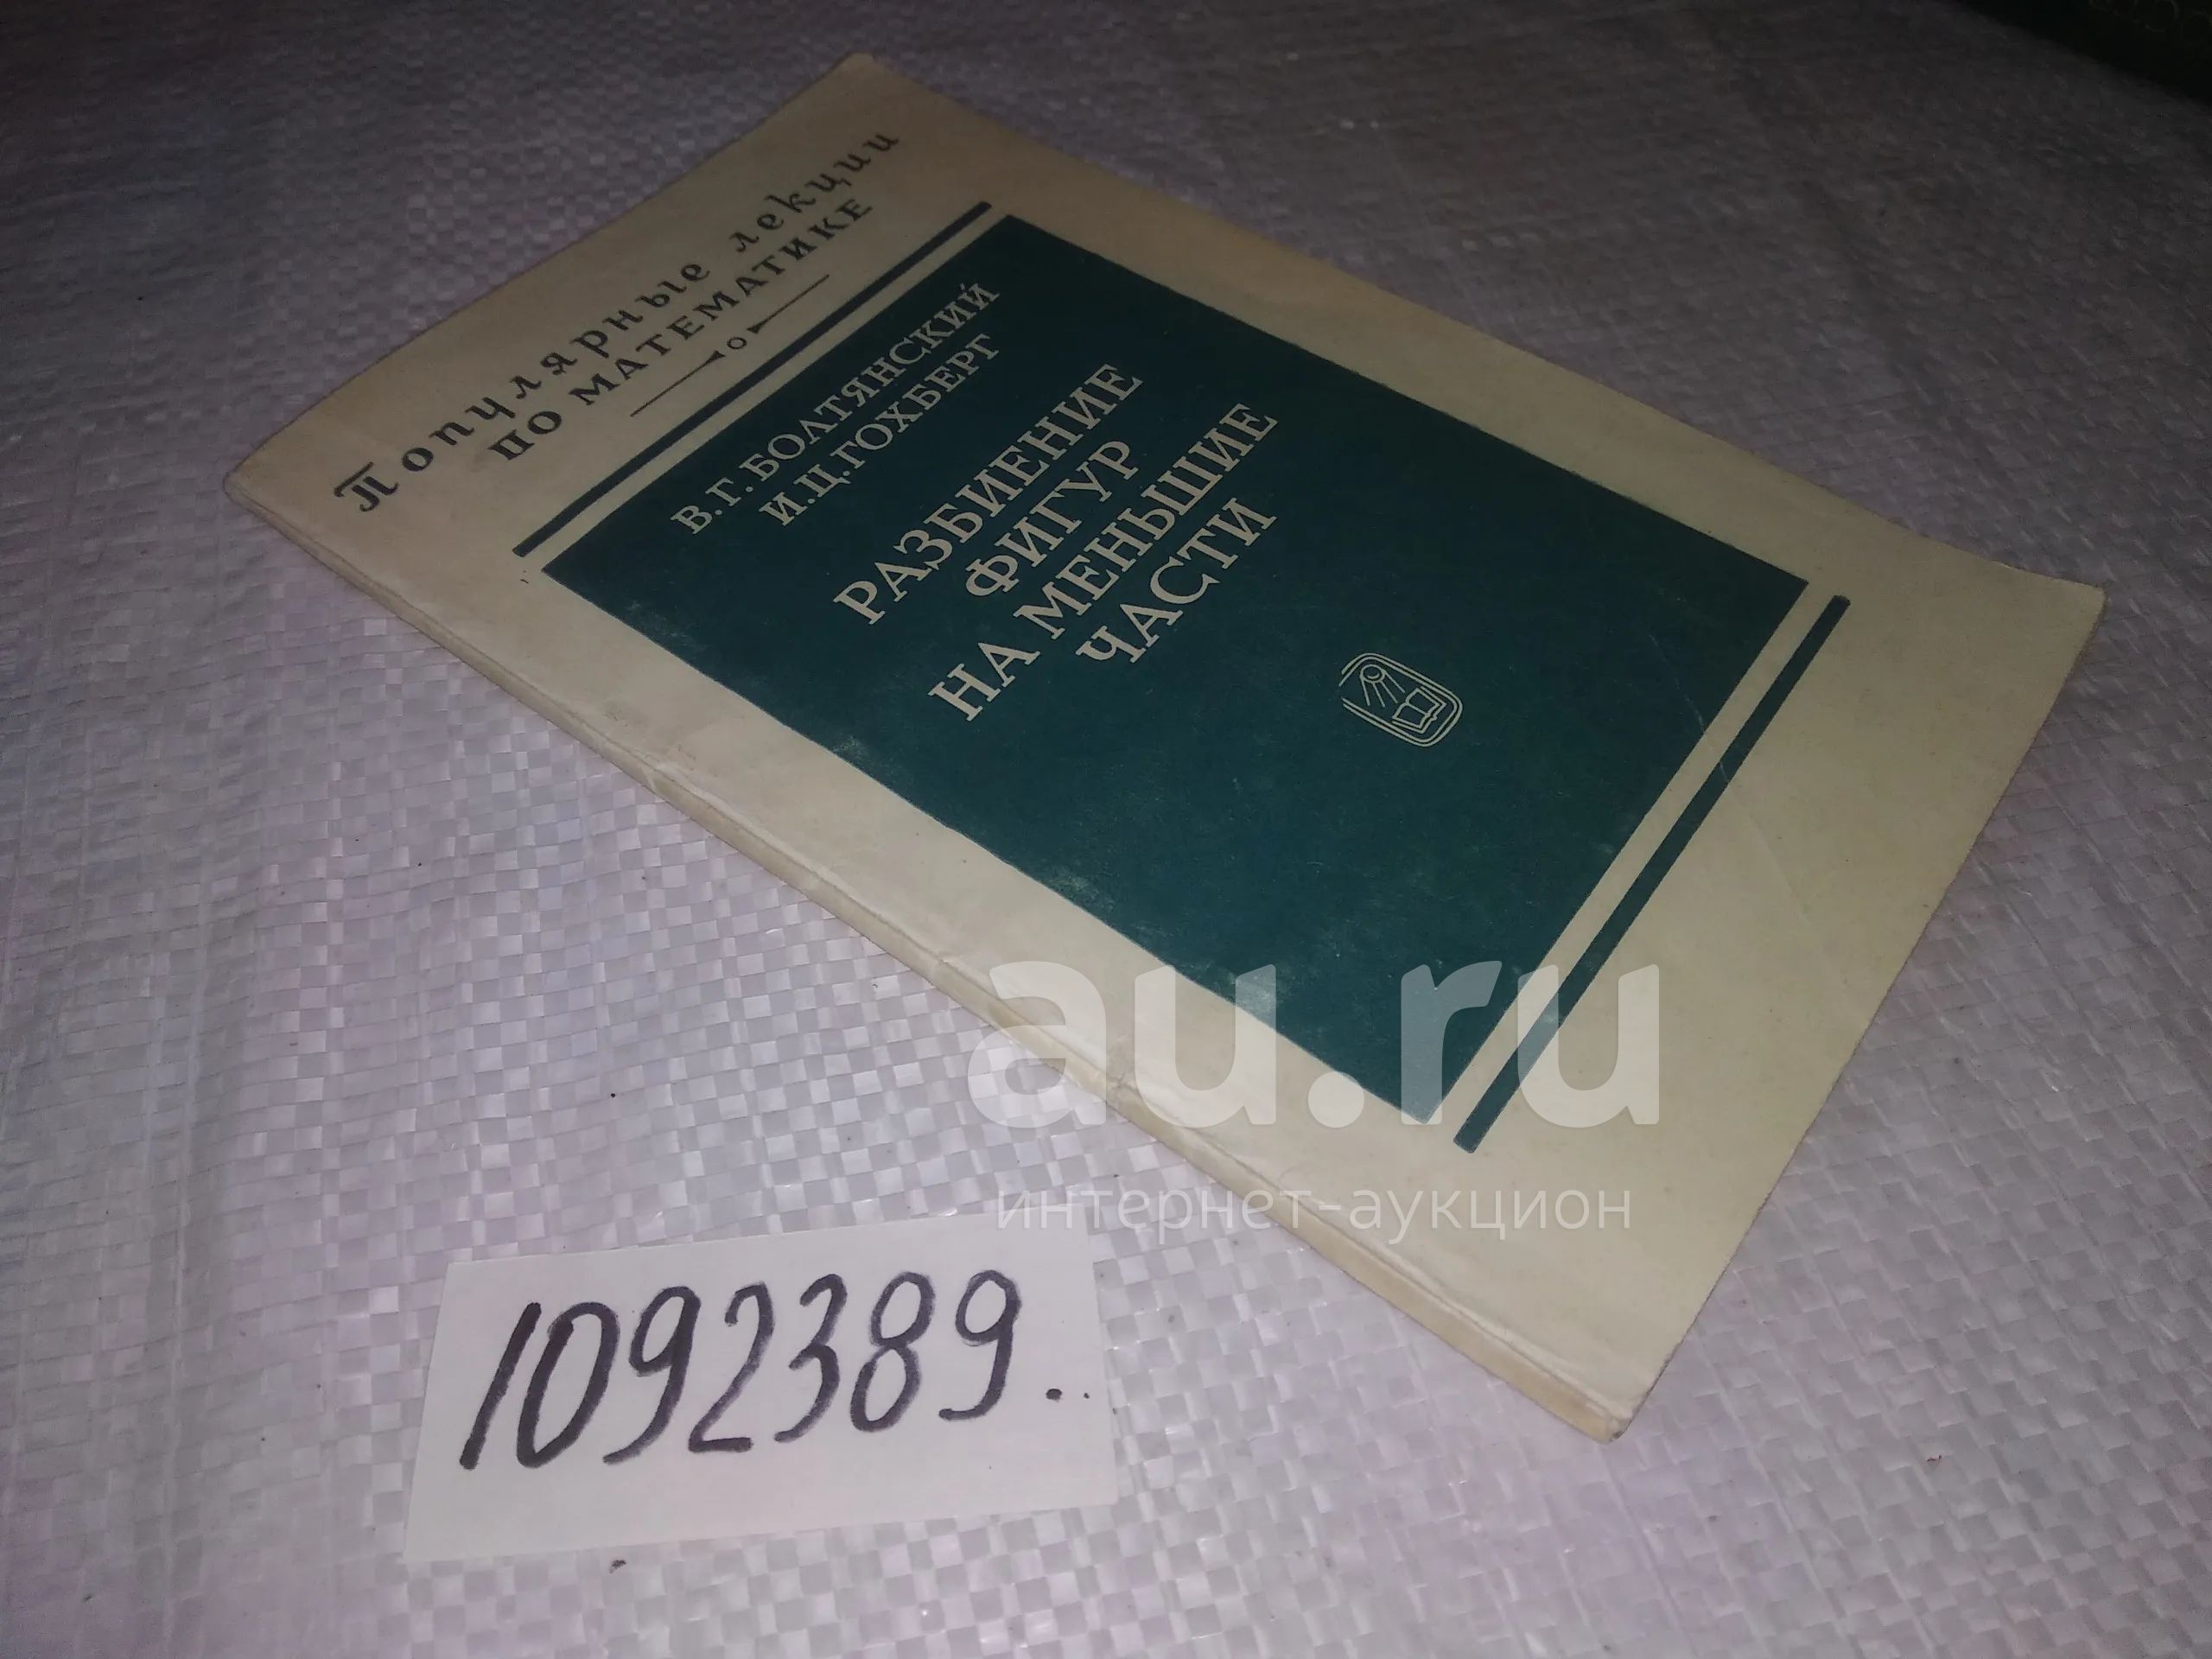 Популярные лекции
ПО МАТЕМАТИКЕ
В. Г. БОЛТЯНСКИЙ
И. Ц. ГОХБЕРГ
РАЗБИЕНИЕ
ФИГУР
НА МЕНЬШИЕ
ЧАСТИ
au.ru
интернет-аукцион
1092389..